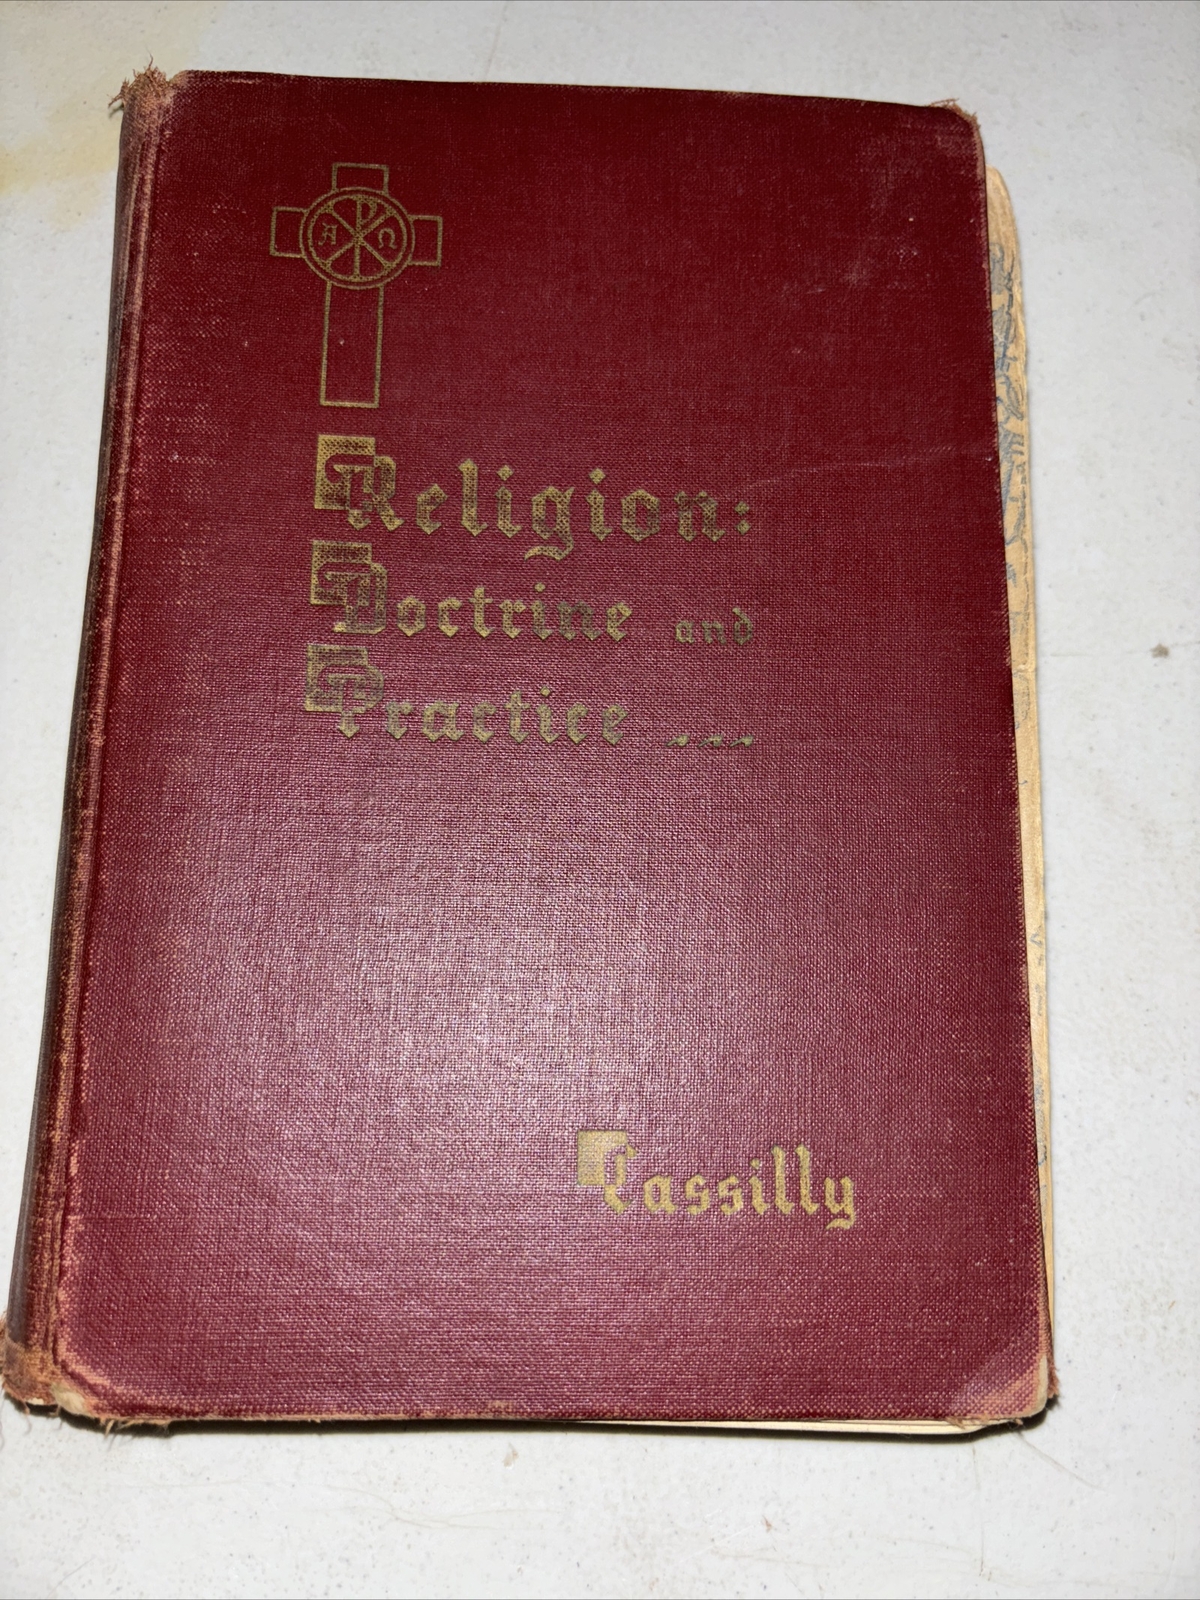 A Ω
Religion:
Doctrine and
Practice ...
Cassilly